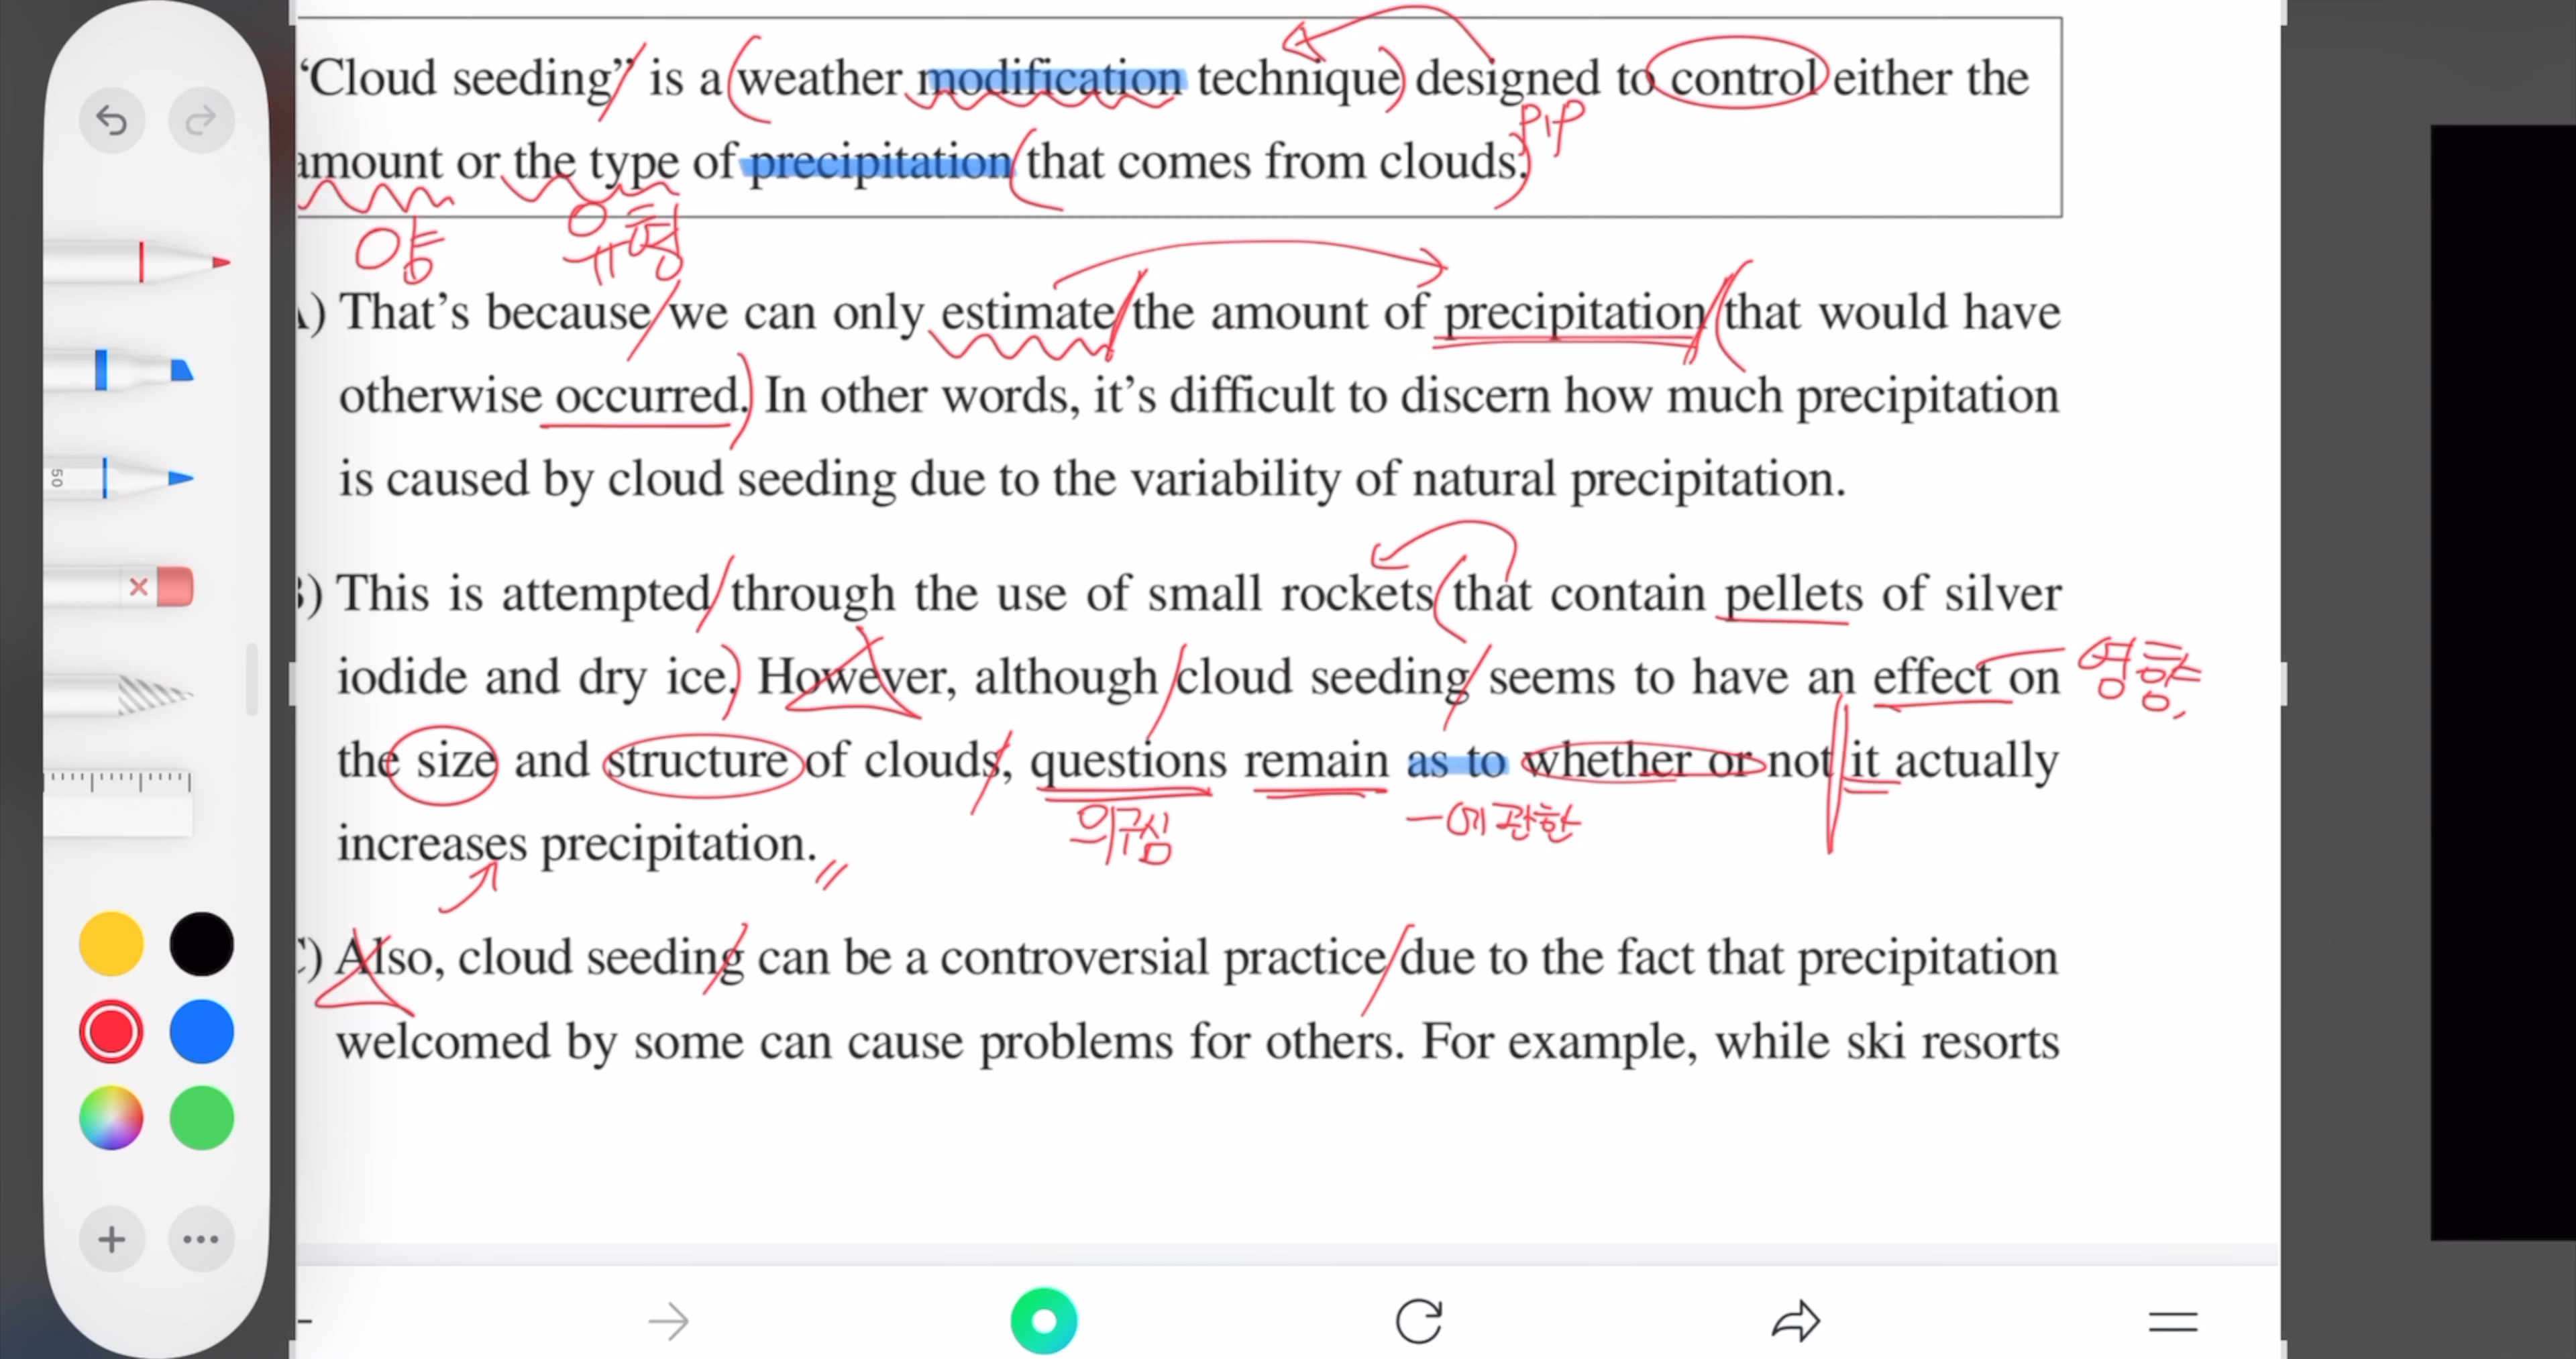 “Cloud seeding” is a weather modification technique designed to control either the
P.P
amount or the type of precipitation that comes from clouds.
양 유형
A) That’s because we can only estimate the amount of precipitation that would have
otherwise occurred. In other words, it’s difficult to discern how much precipitation
is caused by cloud seeding due to the variability of natural precipitation.
B) This is attempted through the use of small rockets that contain pellets of silver
iodide and dry ice. However, although cloud seeding seems to have an effect on 영향,
the size and structure of clouds, questions remain as to whether or not it actually
의구심 ~에 관한
increases precipitation.
C) Also, cloud seeding can be a controversial practice due to the fact that precipitation
welcomed by some can cause problems for others. For example, while ski resorts
50